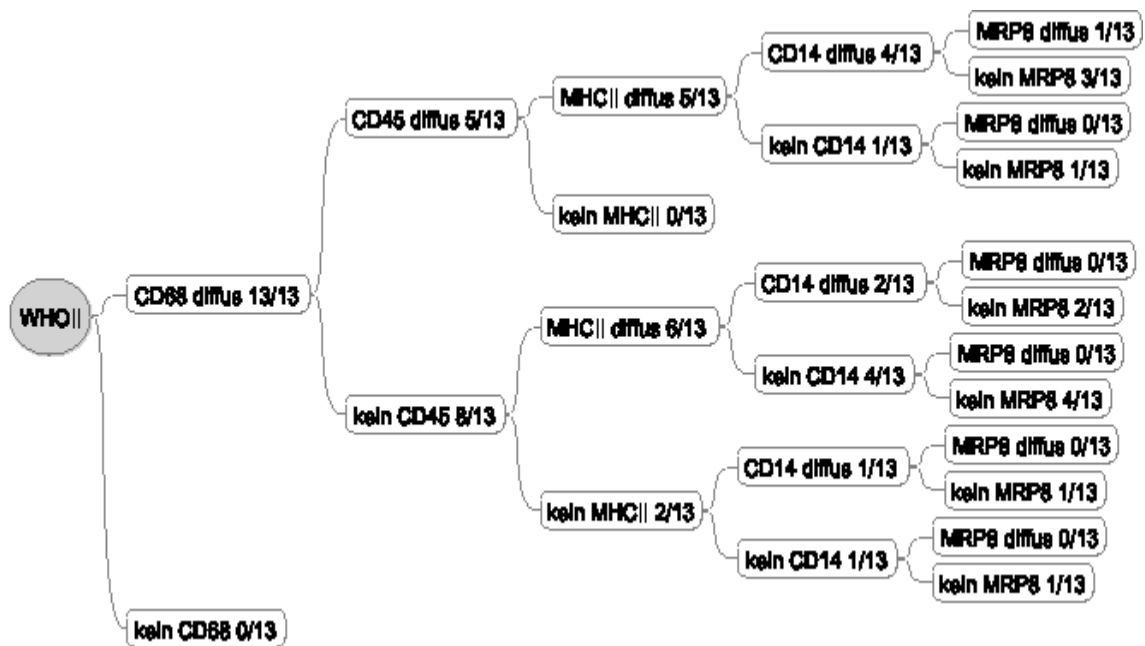 WHOII
CD68 diffus 13/13
kein CD68 0/13
CD45 diffus 5/13
kein CD45 8/13
MHCII diffus 5/13
kein MHCII 0/13
MHCII diffus 6/13
kein MHCII 2/13
CD14 diffus 4/13
kein CD14 1/13
CD14 diffus 2/13
kein CD14 4/13
CD14 diffus 1/13
kein CD14 1/13
MRP8 diffus 1/13
kein MRP8 3/13
MRP8 diffus 0/13
kein MRP8 1/13
MRP8 diffus 0/13
kein MRP8 2/13
MRP8 diffus 0/13
kein MRP8 4/13
MRP8 diffus 0/13
kein MRP8 1/13
MRP8 diffus 0/13
kein MRP8 1/13